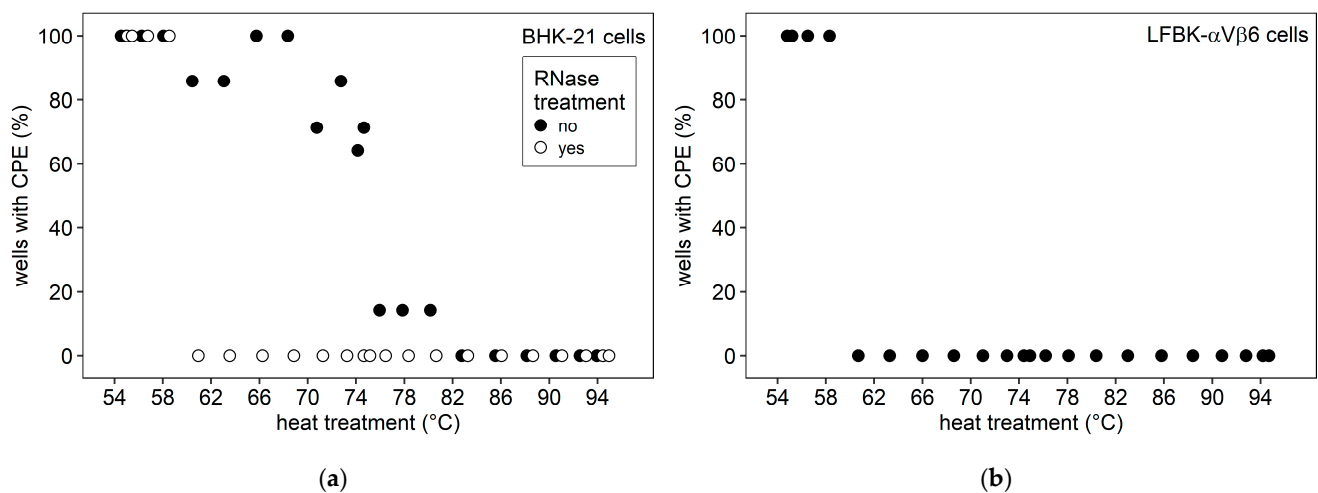 BHK-21 cells
RNase
treatment
no
yes
wells with CPE (%)
100
80
60
40
20
0
54 58 62 66 70 74 78 82 86 90 94
heat treatment (°C)
(a)
LFBK-αVβ6 cells
wells with CPE (%)
100
80
60
40
20
0
54 58 62 66 70 74 78 82 86 90 94
heat treatment (°C)
(b)